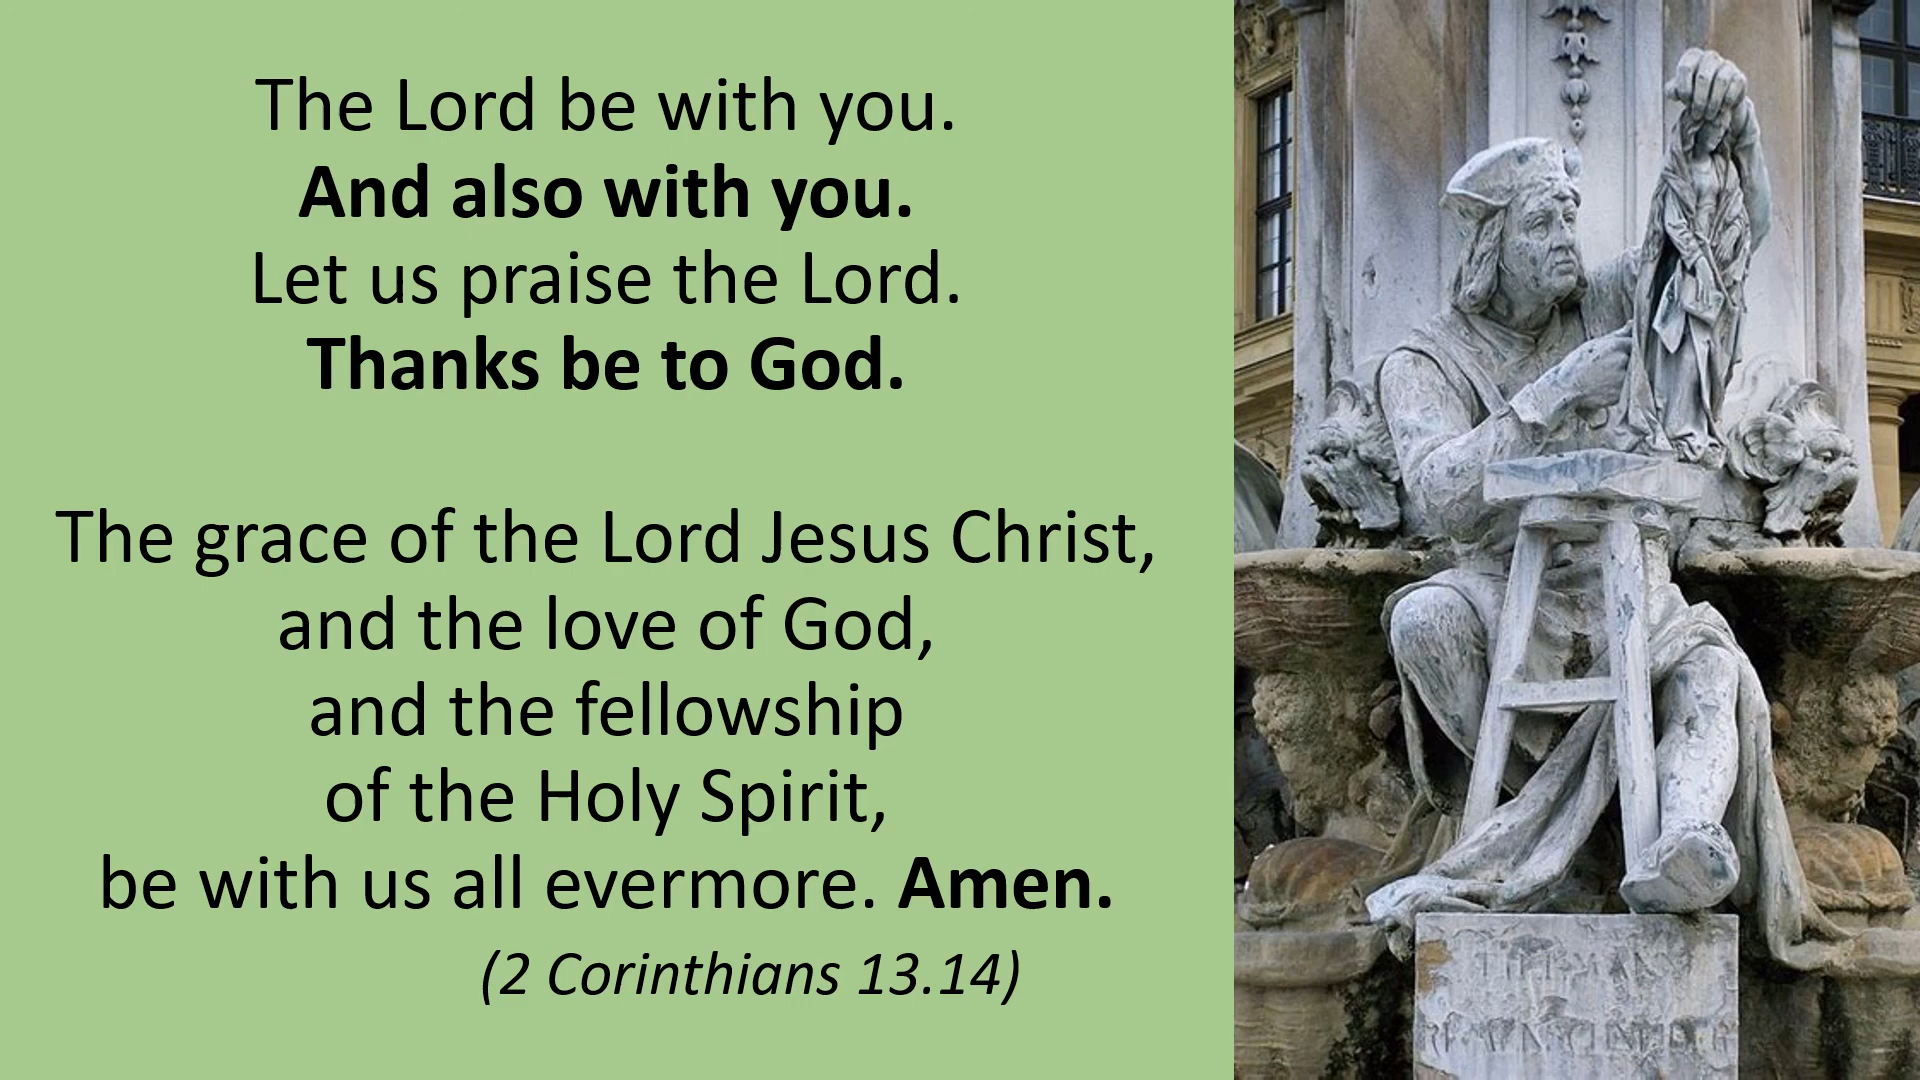 The Lord be with you.
And also with you.
Let us praise the Lord.
Thanks be to God.
The grace of the Lord Jesus Christ,
and the love of God,
and the fellowship
of the Holy Spirit,
be with us all evermore. Amen.
(2 Corinthians 13.14)